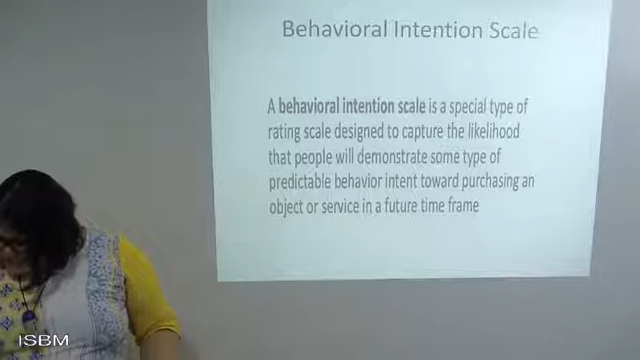 Behavioral Intention Scale
A behavioral intention scale is a special type of
rating scale designed to capture the likelihood
that people will demonstrate some type of
predictable behavior intent toward purchasing an
object or service in a future time frame
ISBM